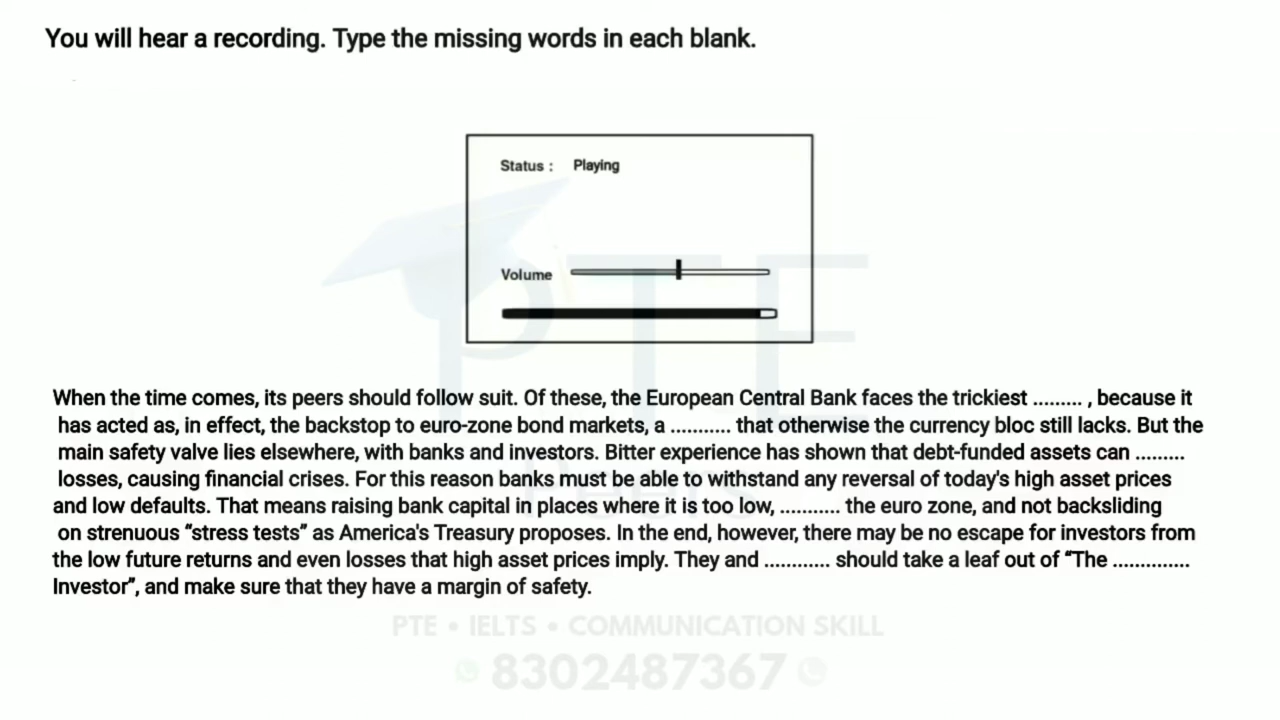 You will hear a recording. Type the missing words in each blank.
Status : Playing
Volume
When the time comes, its peers should follow suit. Of these, the European Central Bank faces the trickiest ......... , because it
has acted as, in effect, the backstop to euro-zone bond markets, a ........... that otherwise the currency bloc still lacks. But the
main safety valve lies elsewhere, with banks and investors. Bitter experience has shown that debt-funded assets can .........
losses, causing financial crises. For this reason banks must be able to withstand any reversal of today's high asset prices
and low defaults. That means raising bank capital in places where it is too low, ........... the euro zone, and not backsliding
on strenuous “stress tests” as America's Treasury proposes. In the end, however, there may be no escape for investors from
the low future returns and even losses that high asset prices imply. They and ............ should take a leaf out of “The ..............
Investor”, and make sure that they have a margin of safety.
PTE
PTE • IELTS • COMMUNICATION SKILL
8302487367